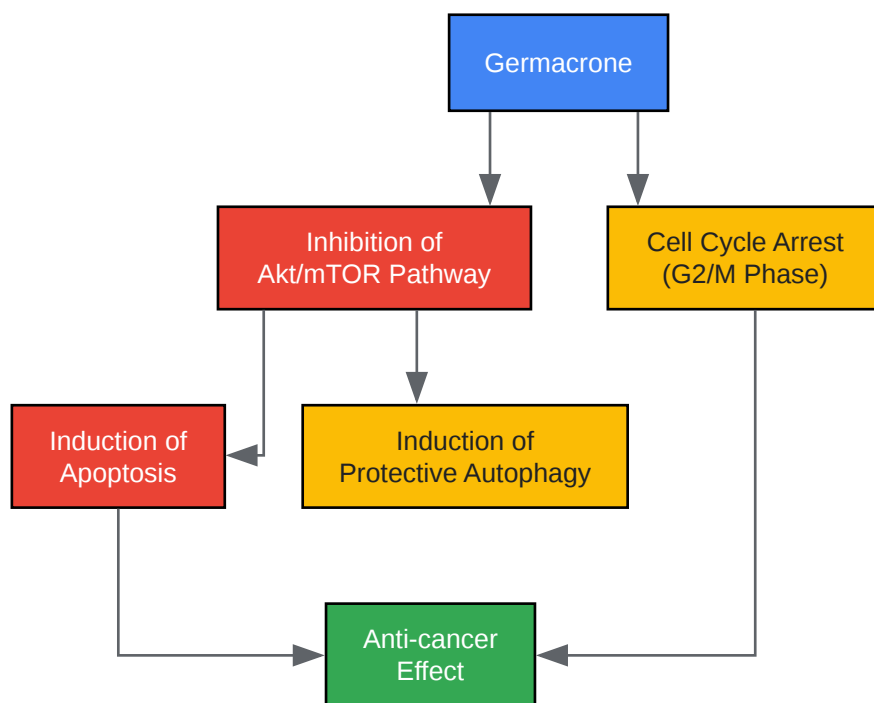 Germacrone
Inhibition of
Akt/mTOR Pathway
Cell Cycle Arrest
(G2/M Phase)
Induction of
Apoptosis
Induction of
Protective Autophagy
Anti-cancer
Effect